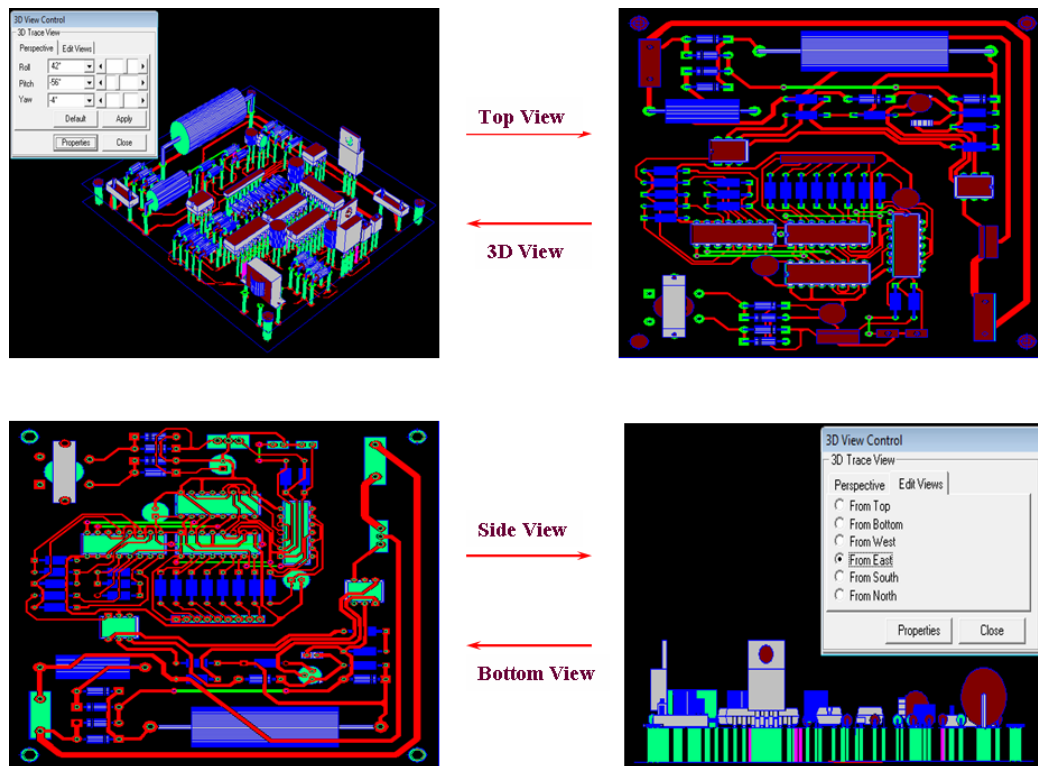 3D View Control
3D Trace View
Perspective Edit Views
Roll 42°
Pitch -56°
Yaw -4°
Default Apply
Properties Close
Top View
3D View
Side View
Bottom View
3D View Control
3D Trace View
Perspective Edit Views
From Top
From Bottom
From West
From East
From South
From North
Properties Close